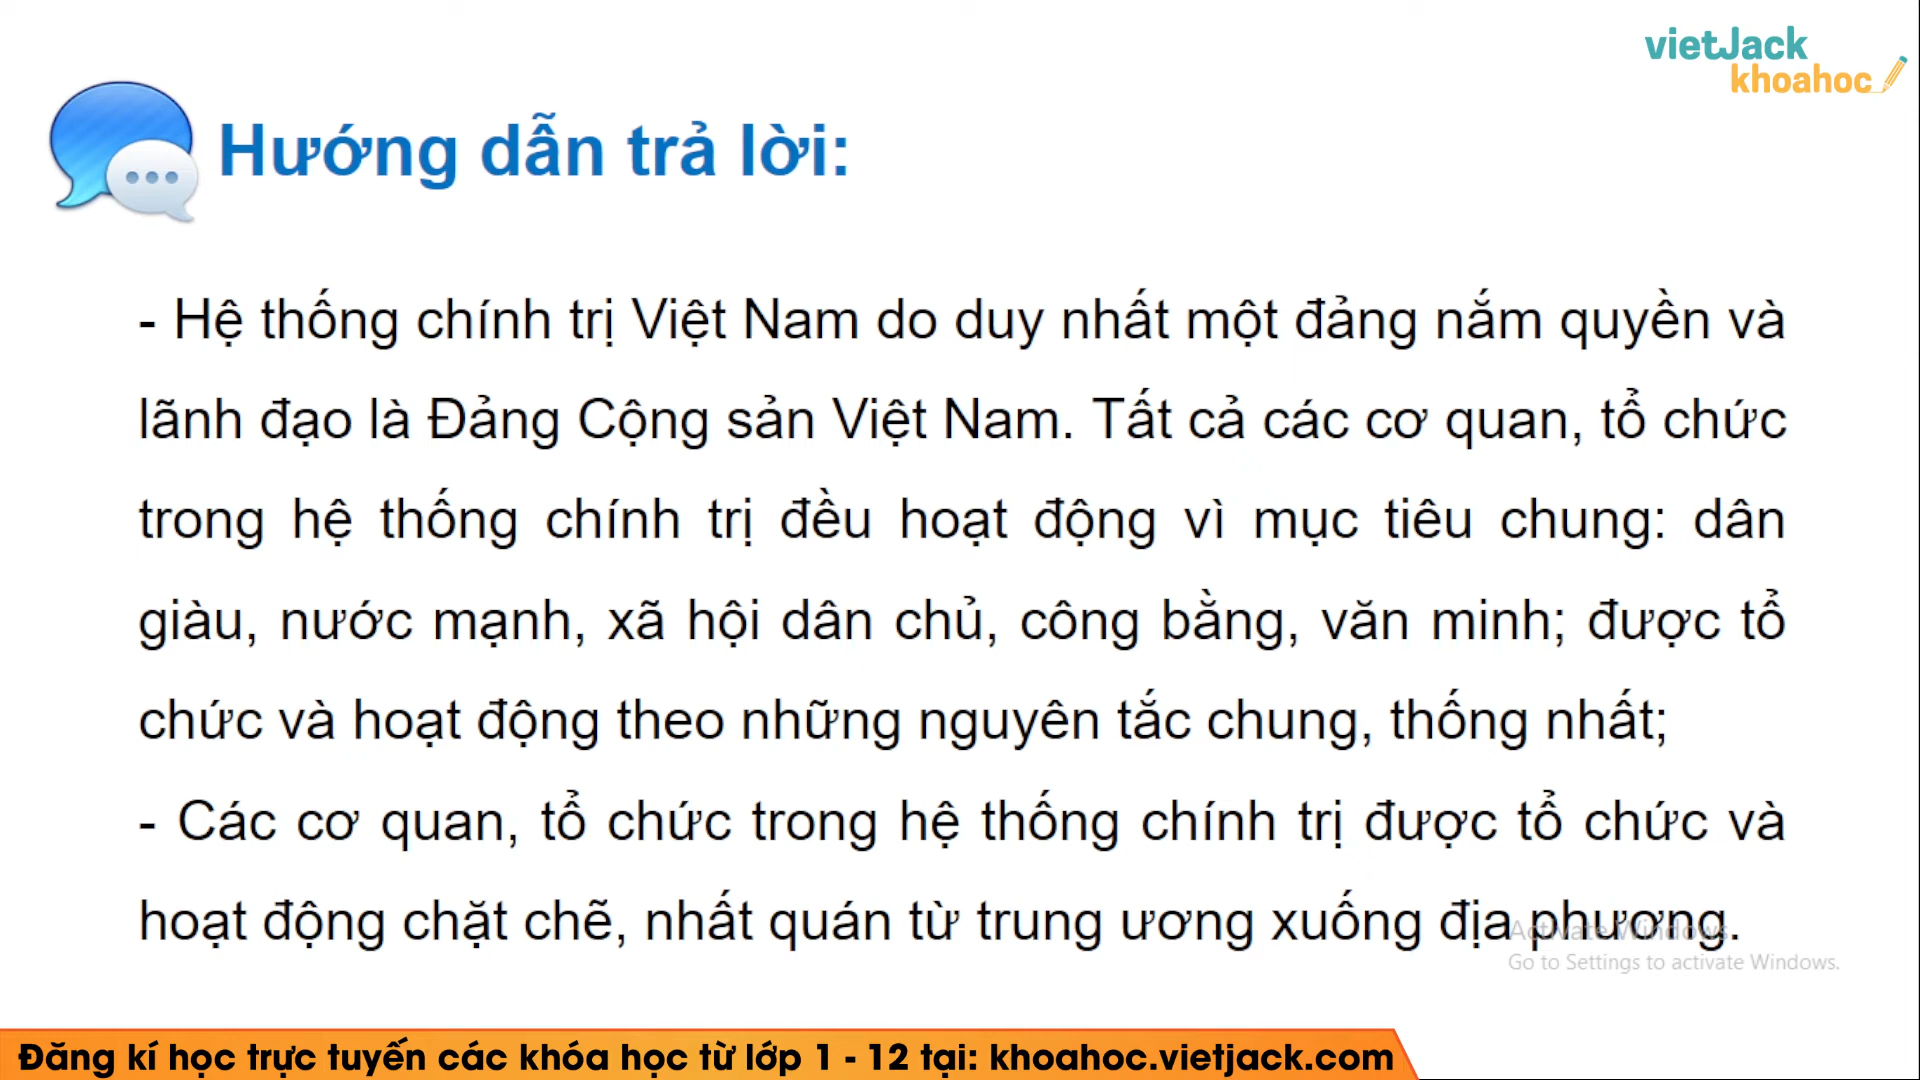 vietJack
khoahoc
Hướng dẫn trả lời:
- Hệ thống chính trị Việt Nam do duy nhất một đảng nắm quyền và
lãnh đạo là Đảng Cộng sản Việt Nam. Tất cả các cơ quan, tổ chức
trong hệ thống chính trị đều hoạt động vì mục tiêu chung: dân
giàu, nước mạnh, xã hội dân chủ, công bằng, văn minh; được tổ
chức và hoạt động theo những nguyên tắc chung, thống nhất;
- Các cơ quan, tổ chức trong hệ thống chính trị được tổ chức và
hoạt động chặt chẽ, nhất quán từ trung ương xuống địa phương.
Activate Windows
Go to Settings to activate Windows.
Đăng kí học trực tuyến các khóa học từ lớp 1 - 12 tại: khoahoc.vietjack.com